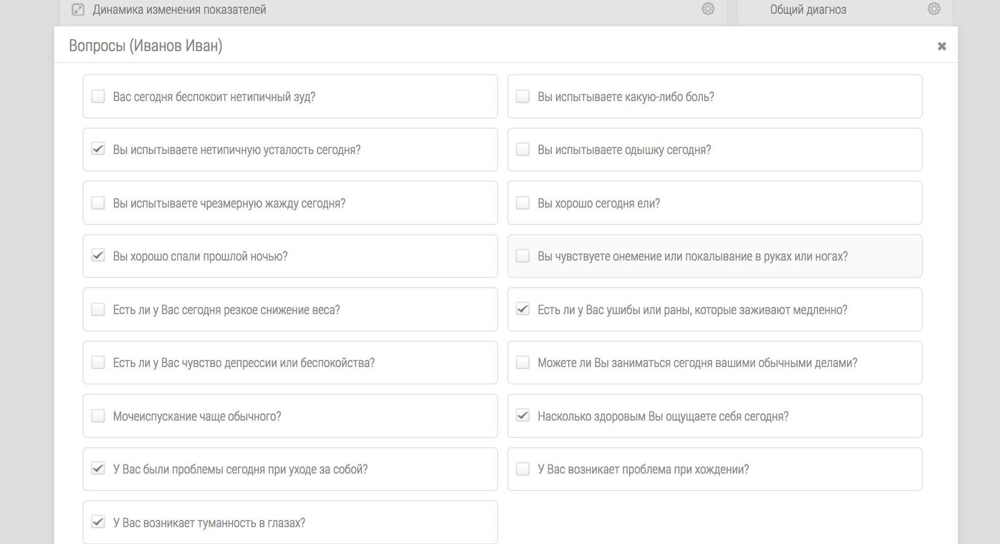 Динамика изменения показателей
Общий диагноз
Вопросы (Иванов Иван)
Вас сегодня беспокоит нетипичный зуд?
Вы испытываете какую-либо боль?
Вы испытываете нетипичную усталость сегодня?
Вы испытываете одышку сегодня?
Вы испытываете чрезмерную жажду сегодня?
Вы хорошо сегодня ели?
Вы хорошо спали прошлой ночью?
Вы чувствуете онемение или покалывание в руках или ногах?
Есть ли у Вас сегодня резкое снижение веса?
Есть ли у Вас ушибы или раны, которые заживают медленно?
Есть ли у Вас чувство депрессии или беспокойства?
Можете ли Вы заниматься сегодня вашими обычными делами?
Мочеиспускание чаще обычного?
Насколько здоровым Вы ощущаете себя сегодня?
У Вас были проблемы сегодня при уходе за собой?
У Вас возникает проблема при хождении?
У Вас возникает туманность в глазах?